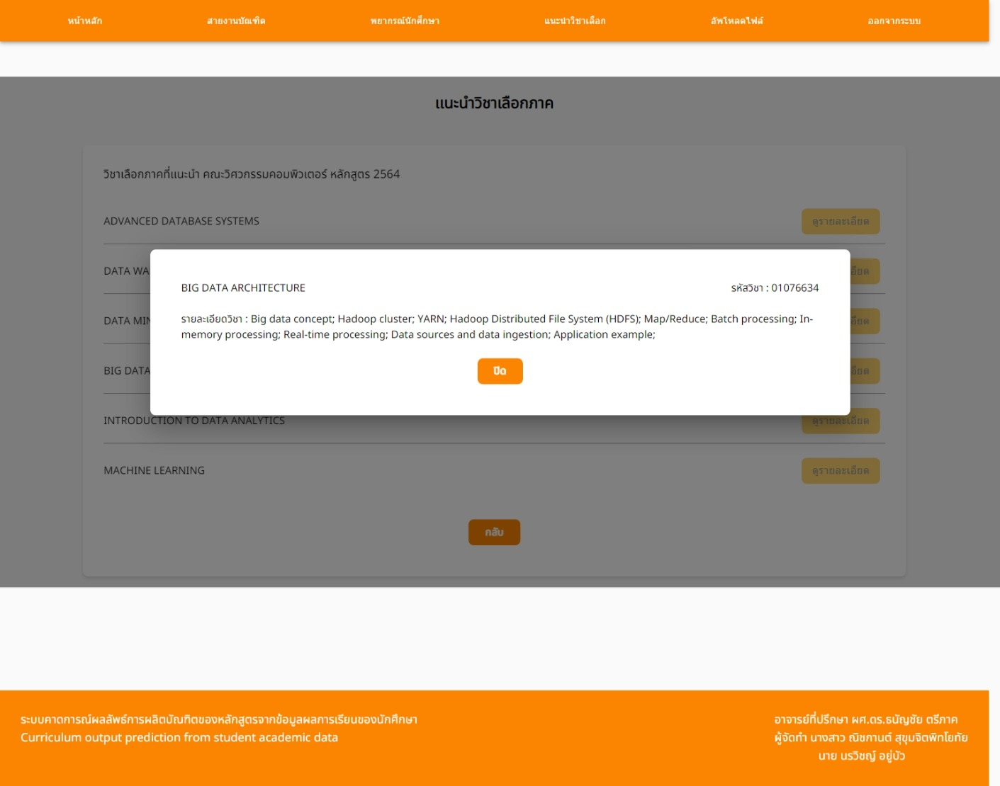 หน้าหลัก สายงานบัณฑิต พยากรณ์นักศึกษา แนะนำวิชาเลือก อัพโหลดไฟล์ ออกจากระบบ
แนะนำวิชาเลือกภาค
วิชาเลือกภาคที่แนะนำ คณะวิศวกรรมคอมพิวเตอร์ หลักสูตร 2564
ADVANCED DATABASE SYSTEMS ดูรายละเอียด
DATA
BIG DATA ARCHITECTURE รหัสวิชา : 01076634
รายละเอียดวิชา : Big data concept; Hadoop cluster; YARN; Hadoop Distributed File System (HDFS); Map/Reduce; Batch processing; In-
memory processing; Real-time processing; Data sources and data ingestion; Application example;
DATA
BIG DATA
ปิด
INTRODUCTION TO DATA ANALYTICS ดูรายละเอียด
MACHINE LEARNING ดูรายละเอียด
กลับ
ระบบคาดการณ์ผลลัพธ์การผลิตบัณฑิตของหลักสูตรจากข้อมูลผลการเรียนของนักศึกษา
Curriculum output prediction from student academic data
อาจารย์ที่ปรึกษา ผศ.ดร.ธนัญชัย ตรีภาค
ผู้จัดทำ นางสาว ณิชกานต์ สุขุมจิตพิทโยทัย
นาย นรวิชญ์ อยู่บัว